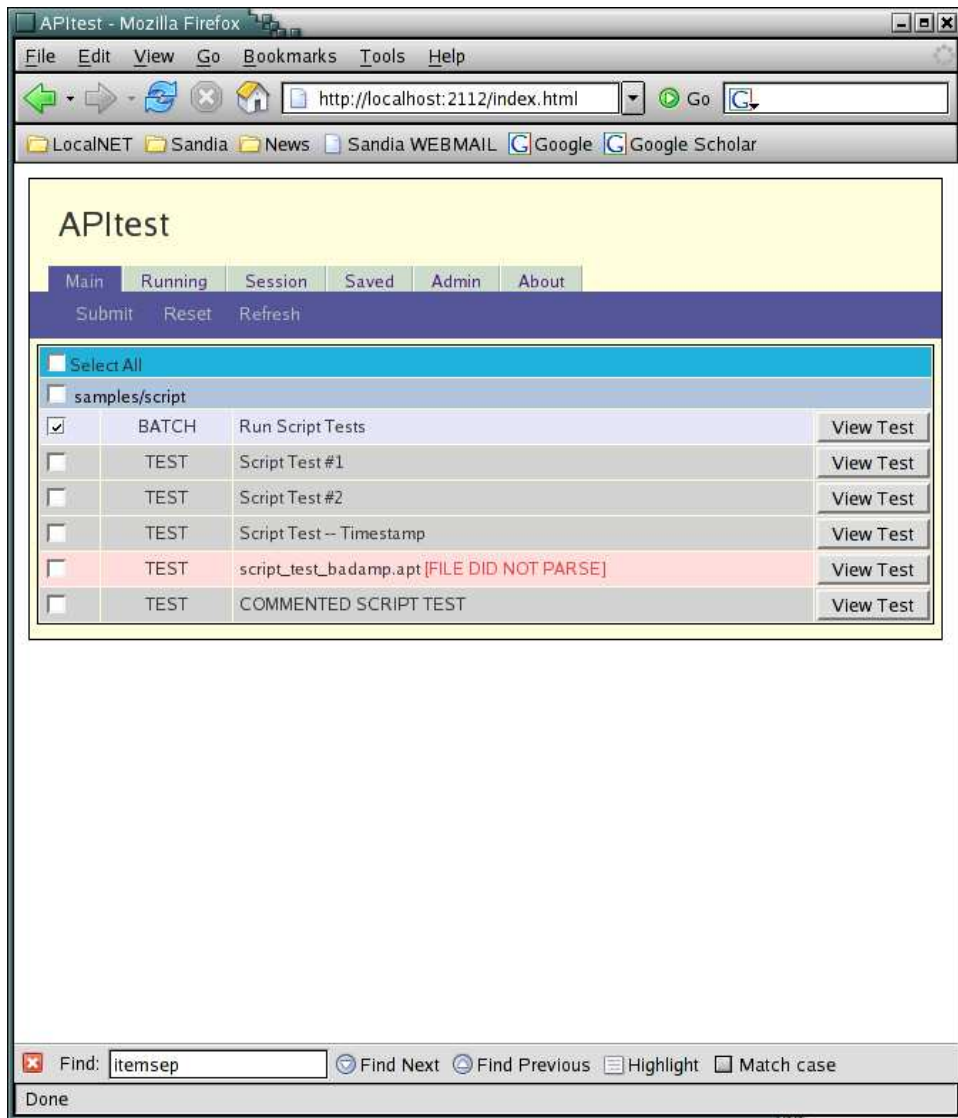 APItest - Mozilla Firefox
File Edit View Go Bookmarks Tools Help
http://localhost:2112/index.html Go G
LocalNET Sandia News Sandia WEBMAIL G Google G Google Scholar
APItest
Main Running Session Saved Admin About
Submit Reset Refresh
Select All
samples/script
BATCH Run Script Tests View Test
TEST Script Test #1 View Test
TEST Script Test #2 View Test
TEST Script Test -- Timestamp View Test
TEST script_test_badamp.apt [FILE DID NOT PARSE] View Test
TEST COMMENTED SCRIPT TEST View Test
Find: itemsep Find Next Find Previous Highlight Match case
Done